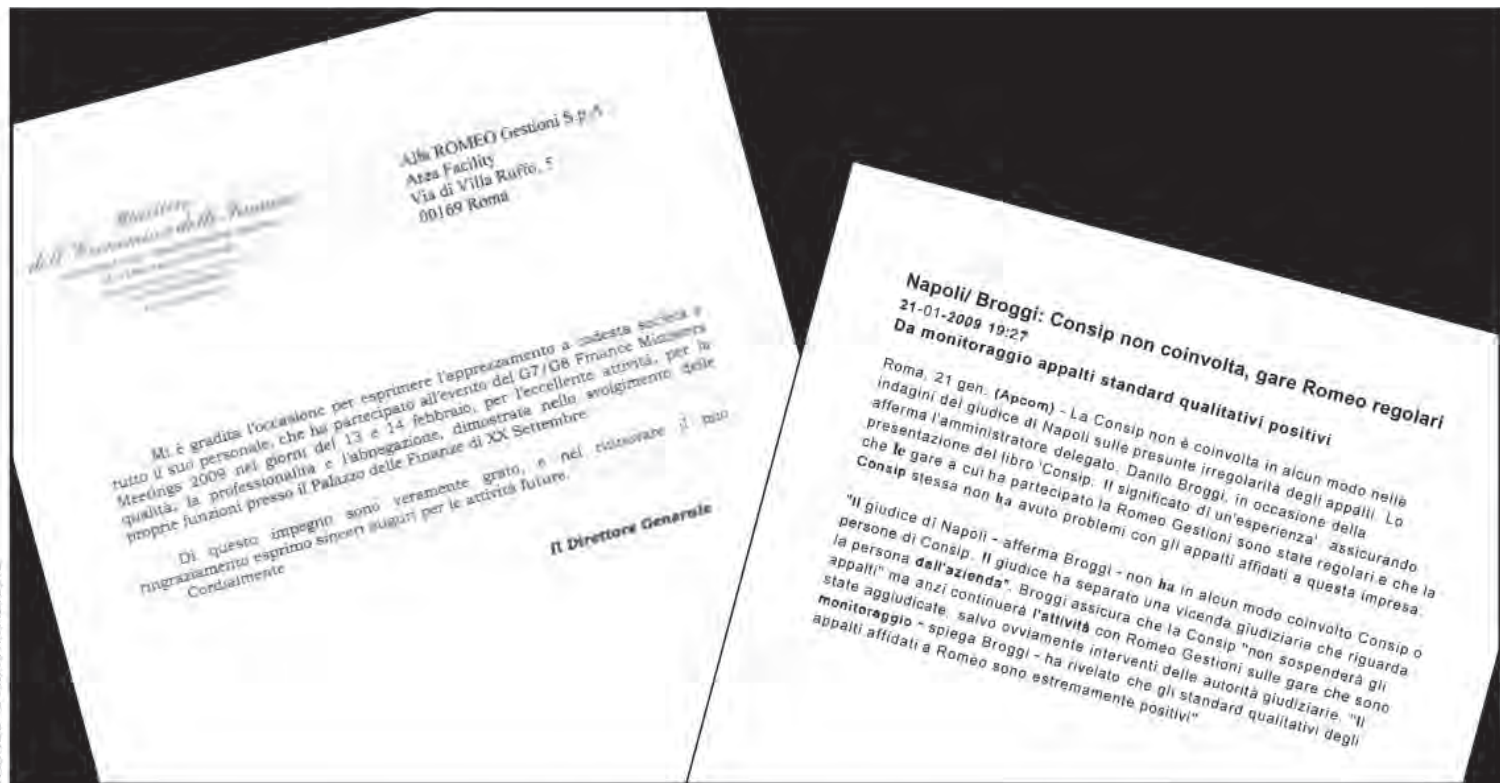 Ministero
dell'Economia e delle Finanze
Alla ROMEO Gestioni S.p.A
Area Facility
Via di Villa Ruffo, 5
00169 Roma
Mi è gradita l'occasione per esprimere l'apprezzamento a codesta società e
tutto il suo personale, che ha partecipato all'evento del G7/G8 Finance Ministers
Meetings 2009 nei giorni del 13 e 14 febbraio, per l'eccellente attività, per la
qualità, la professionalità e l'abnegazione, dimostrata nello svolgimento delle
proprie funzioni presso il Palazzo delle Finanze di XX Settembre.
Di questo impegno sono veramente grato, e nel rinnovare il mio
ringraziamento esprimo sinceri auguri per le attività future.
Cordialmente
Il Direttore Generale
Napoli/ Broggi: Consip non coinvolta, gare Romeo regolari
21-01-2009 19:27
Da monitoraggio appalti standard qualitativi positivi
Roma, 21 gen. (Apcom) - La Consip non è coinvolta in alcun modo nelle
indagini del giudice di Napoli sulle presunte irregolarità degli appalti. Lo
afferma l'amministratore delegato, Danilo Broggi, in occasione della
presentazione del libro 'Consip: Il significato di un'esperienza', assicurando
che le gare a cui ha partecipato la Romeo Gestioni sono state regolari e che la
Consip stessa non ha avuto problemi con gli appalti affidati a questa impresa.
"Il giudice di Napoli - afferma Broggi - non ha in alcun modo coinvolto Consip o
persone di Consip. Il giudice ha separato una vicenda giudiziaria che riguarda
la persona dall'azienda". Broggi assicura che la Consip "non sospenderà gli
appalti" ma anzi continuerà l'attività con Romeo Gestioni sulle gare che sono
state aggiudicate, salvo ovviamente interventi delle autorità giudiziarie. "Il
monitoraggio - spiega Broggi - ha rivelato che gli standard qualitativi degli
appalti affidati a Romeo sono estremamente positivi"